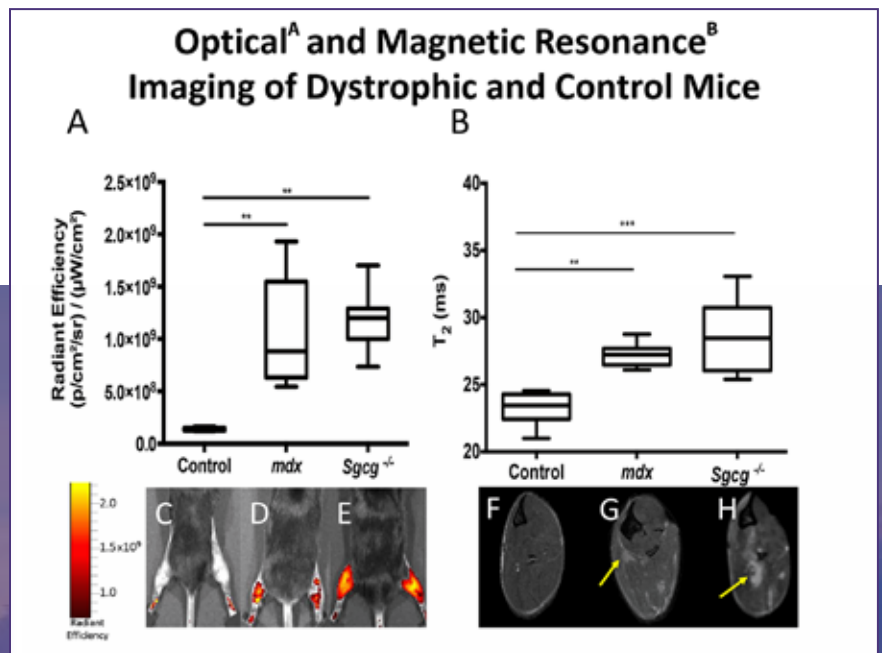 Optical^A and Magnetic Resonance^B
Imaging of Dystrophic and Control Mice
A
2.5×10⁹
2.0×10⁹
1.5×10⁹
1.0×10⁹
5.0×10⁸
0.0
Radiant Efficiency
(p/cm²/sr) / (µW/cm²)
**
**
Control
mdx
Sgcg -/-
B
40
35
30
25
20
T₂ (ms)
***
**
Control
mdx
Sgcg -/-
2.0
1.5×10⁹
1.0
Radiant
Efficiency
C
D
E
F
G
H